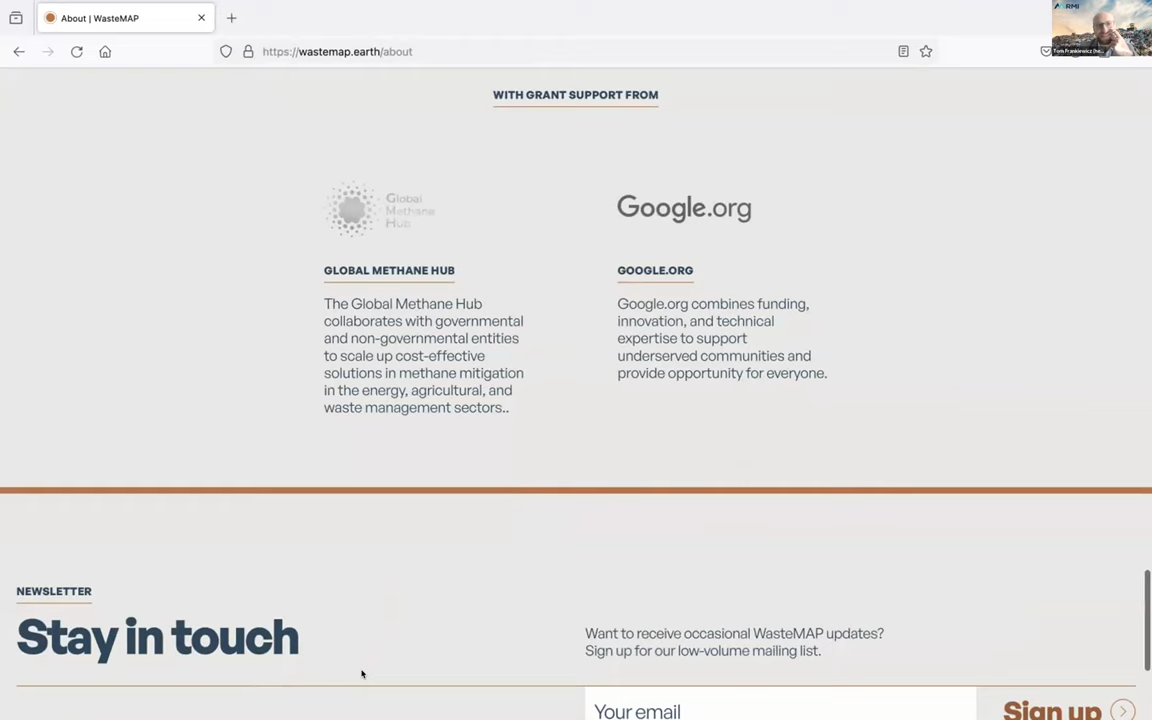 About | WasteMAP
https://wastemap.earth/about
RMI
WITH GRANT SUPPORT FROM
Global
Methane
Hub
Google.org
GLOBAL METHANE HUB
The Global Methane Hub
collaborates with governmental
and non-governmental entities
to scale up cost-effective
solutions in methane mitigation
in the energy, agricultural, and
waste management sectors..
GOOGLE.ORG
Google.org combines funding,
innovation, and technical
expertise to support
underserved communities and
provide opportunity for everyone.
NEWSLETTER
Stay in touch
Want to receive occasional WasteMAP updates?
Sign up for our low-volume mailing list.
Your email
Sign up